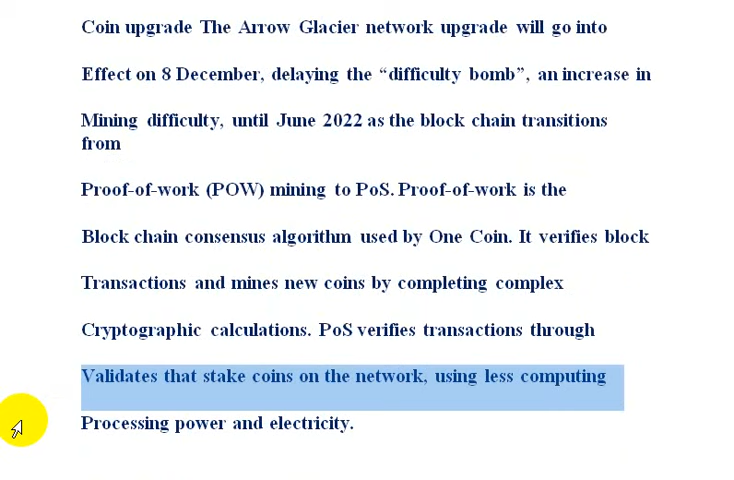 Coin upgrade The Arrow Glacier network upgrade will go into
Effect on 8 December, delaying the “difficulty bomb”, an increase in
Mining difficulty, until June 2022 as the block chain transitions
from
Proof-of-work (POW) mining to PoS. Proof-of-work is the
Block chain consensus algorithm used by One Coin. It verifies block
Transactions and mines new coins by completing complex
Cryptographic calculations. PoS verifies transactions through
Validates that stake coins on the network, using less computing
Processing power and electricity.